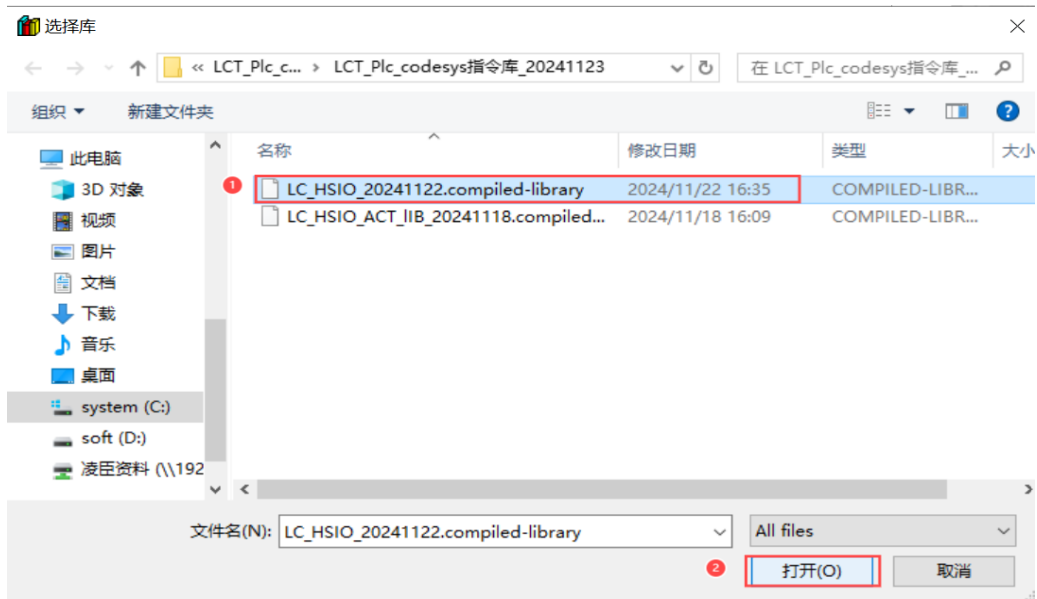 选择库
« LCT_Plc_c... › LCT_Plc_codesys指令库_20241123
在 LCT_Plc_codesys指令库_...
组织 新建文件夹
名称 修改日期 类型 大小
此电脑
3D 对象
视频
图片
文档
下载
音乐
桌面
system (C:)
soft (D:)
凌臣资料 (\\192
1 LC_HSIO_20241122.compiled-library 2024/11/22 16:35 COMPILED-LIBR...
LC_HSIO_ACT_lIB_20241118.compiled... 2024/11/18 16:09 COMPILED-LIBR...
文件名(N): LC_HSIO_20241122.compiled-library All files
2 打开(O) 取消